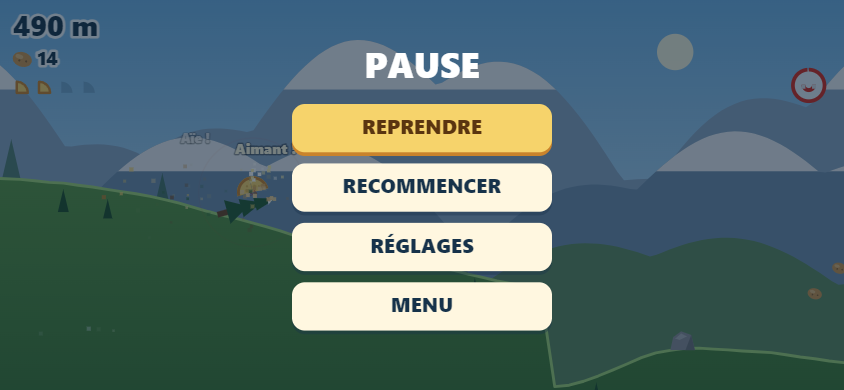 490 m
14
PAUSE
Aïe !
Aimant !
REPRENDRE
RECOMMENCER
RÉGLAGES
MENU